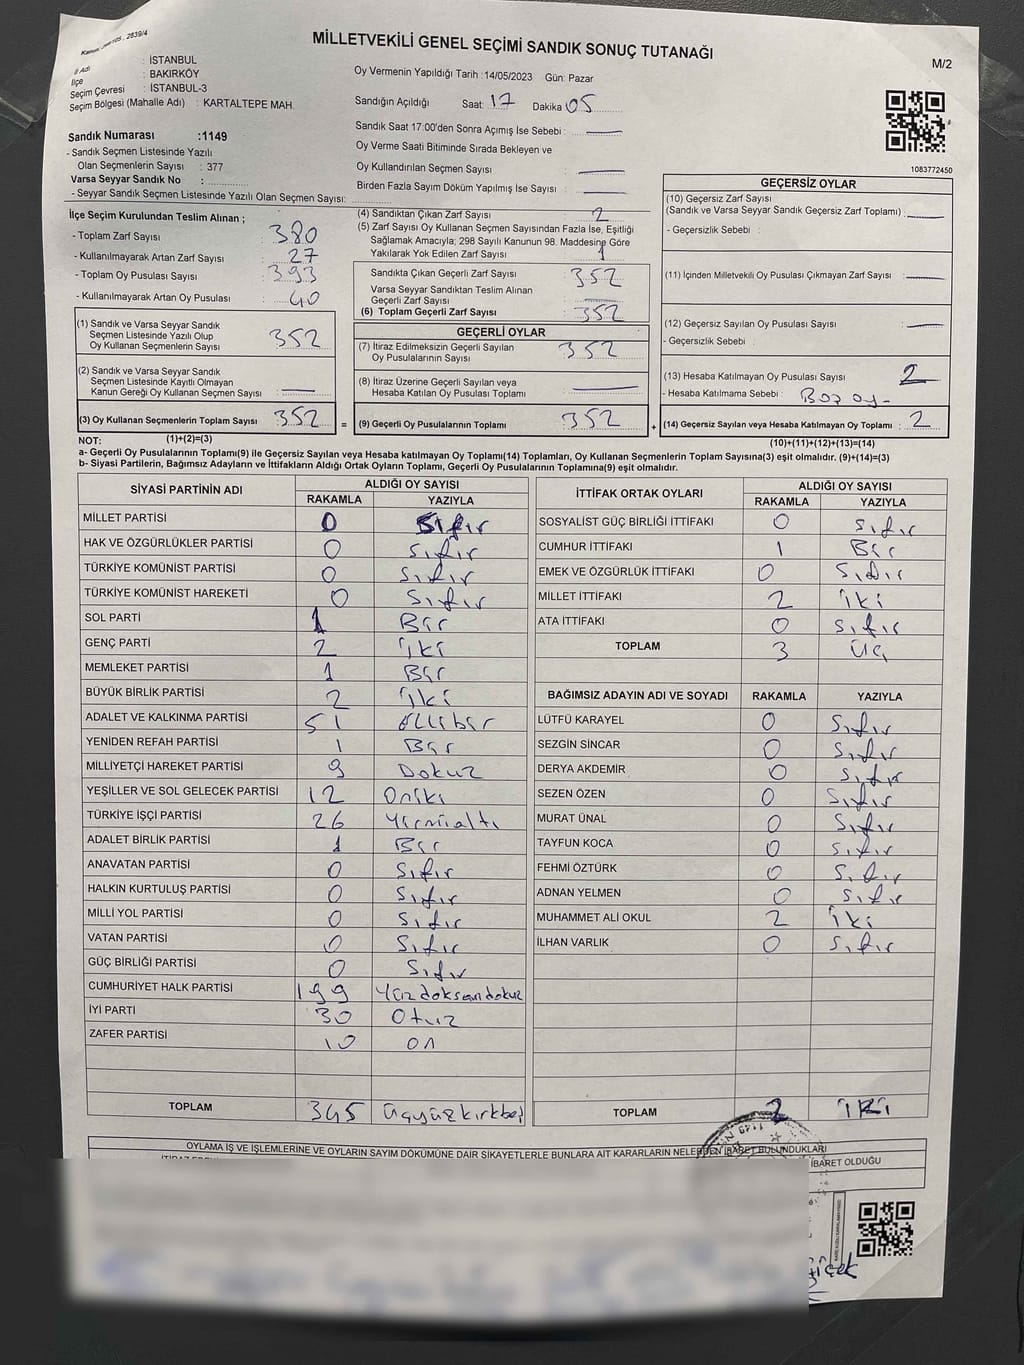 Kanun 2839/4
MİLLETVEKİLİ GENEL SEÇİMİ SANDIK SONUÇ TUTANAĞI
M/2
İl Adı : İSTANBUL
İlçe : BAKIRKÖY
Seçim Çevresi : İSTANBUL-3
Seçim Bölgesi (Mahalle Adı) : KARTALTEPE MAH.
Oy Vermenin Yapıldığı Tarih :14/05/2023 Gün: Pazar
Sandığın Açıldığı Saat: 17 Dakika 05
Sandık Saat 17:00'den Sonra Açımış İse Sebebi :
Oy Verme Saati Bitiminde Sırada Bekleyen ve
Oy Kullandırılan Seçmen Sayısı :
Birden Fazla Sayım Döküm Yapılmış İse Sayısı :
Sandık Numarası :1149
- Sandık Seçmen Listesinde Yazılı
Olan Seçmenlerin Sayısı : 377
Varsa Seyyar Sandık No :
- Seyyar Sandık Seçmen Listesinde Yazılı Olan Seçmen Sayısı:
1083772450
İlçe Seçim Kurulundan Teslim Alınan ;
- Toplam Zarf Sayısı : 380
- Kullanılmayarak Artan Zarf Sayısı : 27
- Toplam Oy Pusulası Sayısı : 393
- Kullanılmayarak Artan Oy Pusulası : 40
(1) Sandık ve Varsa Seyyar Sandık
Seçmen Listesinde Yazılı Olup
Oy Kullanan Seçmenlerin Sayısı : 352
(2) Sandık ve Varsa Seyyar Sandık
Seçmen Listesinde Kayıtlı Olmayan
Kanun Gereği Oy Kullanan Seçmen Sayısı :
(3) Oy Kullanan Seçmenlerin Toplam Sayısı : 352 =
(1)+(2)=(3)
(4) Sandıktan Çıkan Zarf Sayısı : 2
(5) Zarf Sayısı Oy Kullanan Seçmen Sayısından Fazla İse, Eşitliği
Sağlamak Amacıyla; 298 Sayılı Kanunun 98. Maddesine Göre
Yakılarak Yok Edilen Zarf Sayısı : 1
Sandıkta Çıkan Geçerli Zarf Sayısı : 352
Varsa Seyyar Sandıktan Teslim Alınan
Geçerli Zarf Sayısı :
(6) Toplam Geçerli Zarf Sayısı : 352
GEÇERLİ OYLAR
(7) İtiraz Edilmeksizin Geçerli Sayılan
Oy Pusulalarının Sayısı : 352
(8) İtiraz Üzerine Geçerli Sayılan veya
Hesaba Katılan Oy Pusulası Toplamı :
(9) Geçerli Oy Pusulalarının Toplamı : 352 +
GEÇERSİZ OYLAR
(10) Geçersiz Zarf Sayısı
(Sandık ve Varsa Seyyar Sandık Geçersiz Zarf Toplamı) :
- Geçersizlik Sebebi :
(11) İçinden Milletvekili Oy Pusulası Çıkmayan Zarf Sayısı :
(12) Geçersiz Sayılan Oy Pusulası Sayısı :
- Geçersizlik Sebebi :
(13) Hesaba Katılmayan Oy Pusulası Sayısı : 2
- Hesaba Katılmama Sebebi : Boş oy-
(14) Geçersiz Sayılan veya Hesaba Katılmayan Oy Toplamı : 2
(10)+(11)+(12)+(13)=(14)
NOT:
a- Geçerli Oy Pusulasının Toplamı(9) ile Geçersiz Sayılan veya Hesaba katılmayan Oy Toplamı(14) Toplamları, Oy Kullanan Seçmenlerin Toplam Sayısına(3) eşit olmalıdır. (9)+(14)=(3)
b- Siyasi Partilerin, Bağımsız Adayların ve İttifakların Aldığı Ortak Oyların Toplamı, Geçerli Oy Pusulalarının Toplamına(9) eşit olmalıdır.
SİYASİ PARTİNİN ADI ALDIĞI OY SAYISI
RAKAMLA YAZIYLA
MİLLET PARTİSİ 0 Sıfır
HAK VE ÖZGÜRLÜKLER PARTİSİ 0 Sıfır
TÜRKİYE KOMÜNİST PARTİSİ 0 Sıfır
TÜRKİYE KOMÜNİST HAREKETİ 0 Sıfır
SOL PARTİ 1 Bir
GENÇ PARTİ 2 iki
MEMLEKET PARTİSİ 1 Bir
BÜYÜK BİRLİK PARTİSİ 2 iki
ADALET VE KALKINMA PARTİSİ 51 ellibir
YENİDEN REFAH PARTİSİ 1 Bir
MİLLİYETÇİ HAREKET PARTİSİ 9 Dokuz
YEŞİLLER VE SOL GELECEK PARTİSİ 12 Oniki
TÜRKİYE İŞÇİ PARTİSİ 26 Yirmialtı
ADALET BİRLİK PARTİSİ 1 Bir
ANAVATAN PARTİSİ 0 Sıfır
HALKIN KURTULUŞ PARTİSİ 0 Sıfır
MİLLİ YOL PARTİSİ 0 Sıfır
VATAN PARTİSİ 0 Sıfır
GÜÇ BİRLİĞİ PARTİSİ 0 Sıfır
CUMHURİYET HALK PARTİSİ 199 Yüzdoksandokuz
İYİ PARTİ 30 Otuz
ZAFER PARTİSİ 10 on
TOPLAM 345 üçyüzkırkbeş
İTTİFAK ORTAK OYLARI ALDIĞI OY SAYISI
RAKAMLA YAZIYLA
SOSYALİST GÜÇ BİRLİĞİ İTTİFAKI 0 Sıfır
CUMHUR İTTİFAKI 1 Bir
EMEK VE ÖZGÜRLÜK İTTİFAKI 0 Sıfır
MİLLET İTTİFAKI 2 iki
ATA İTTİFAKI 0 Sıfır
TOPLAM 3 üç
BAĞIMSIZ ADAYIN ADI VE SOYADI RAKAMLA YAZIYLA
LÜTFÜ KARAYEL 0 Sıfır
SEZGİN SİNCAR 0 Sıfır
DERYA AKDEMİR 0 Sıfır
SEZEN ÖZEN 0 Sıfır
MURAT ÜNAL 0 Sıfır
TAYFUN KOCA 0 Sıfır
FEHMİ ÖZTÜRK 0 Sıfır
ADNAN YELMEN 0 Sıfır
MUHAMMET ALİ OKUL 2 iki
İLHAN VARLIK 0 Sıfır
TOPLAM 2 iki
OYLAMA İŞ VE İŞLEMLERİNE VE OYLARIN SAYIM DÖKÜMÜNE DAİR ŞİKAYETLERLE BUNLARA AİT KARARLARIN NELERDEN İBARET BULUNDUKLARI
İBARET OLDUĞU
1149